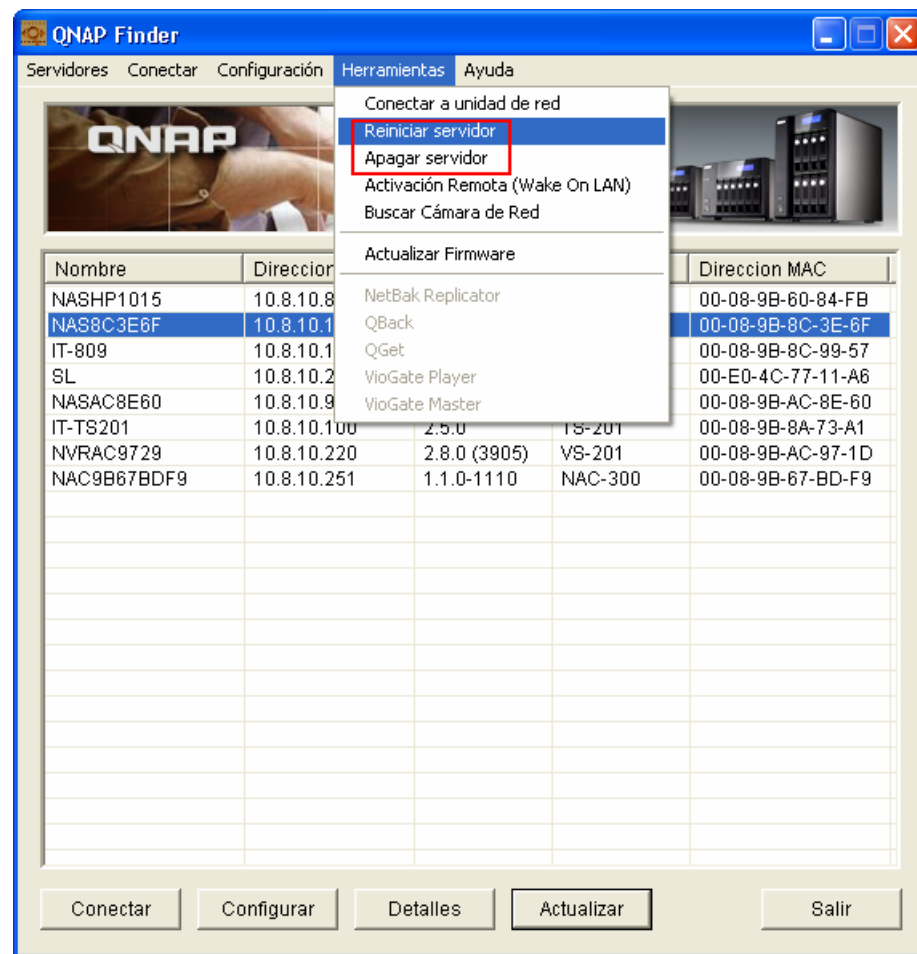 QNAP Finder
Servidores Conectar Configuración Herramientas Ayuda
QNAP
Conectar a unidad de red
Reiniciar servidor
Apagar servidor
Activación Remota (Wake On LAN)
Buscar Cámara de Red
Actualizar Firmware
NetBak Replicator
QBack
QGet
VioGate Player
VioGate Master
Nombre Direccion MAC
NASHP1015 10.8.10.8 00-08-9B-60-84-FB
NAS8C3E6F 10.8.10.1 00-08-9B-8C-3E-6F
IT-809 10.8.10.1 00-08-9B-8C-99-57
SL 10.8.10.2 00-E0-4C-77-11-A6
NASAC8E60 10.8.10.9 00-08-9B-AC-8E-60
IT-TS201 10.8.10.100 2.5.0 TS-201 00-08-9B-8A-73-A1
NVRAC9729 10.8.10.220 2.8.0 (3905) VS-201 00-08-9B-AC-97-1D
NAC9B67BDF9 10.8.10.251 1.1.0-1110 NAC-300 00-08-9B-67-BD-F9
Conectar Configurar Detalles Actualizar Salir